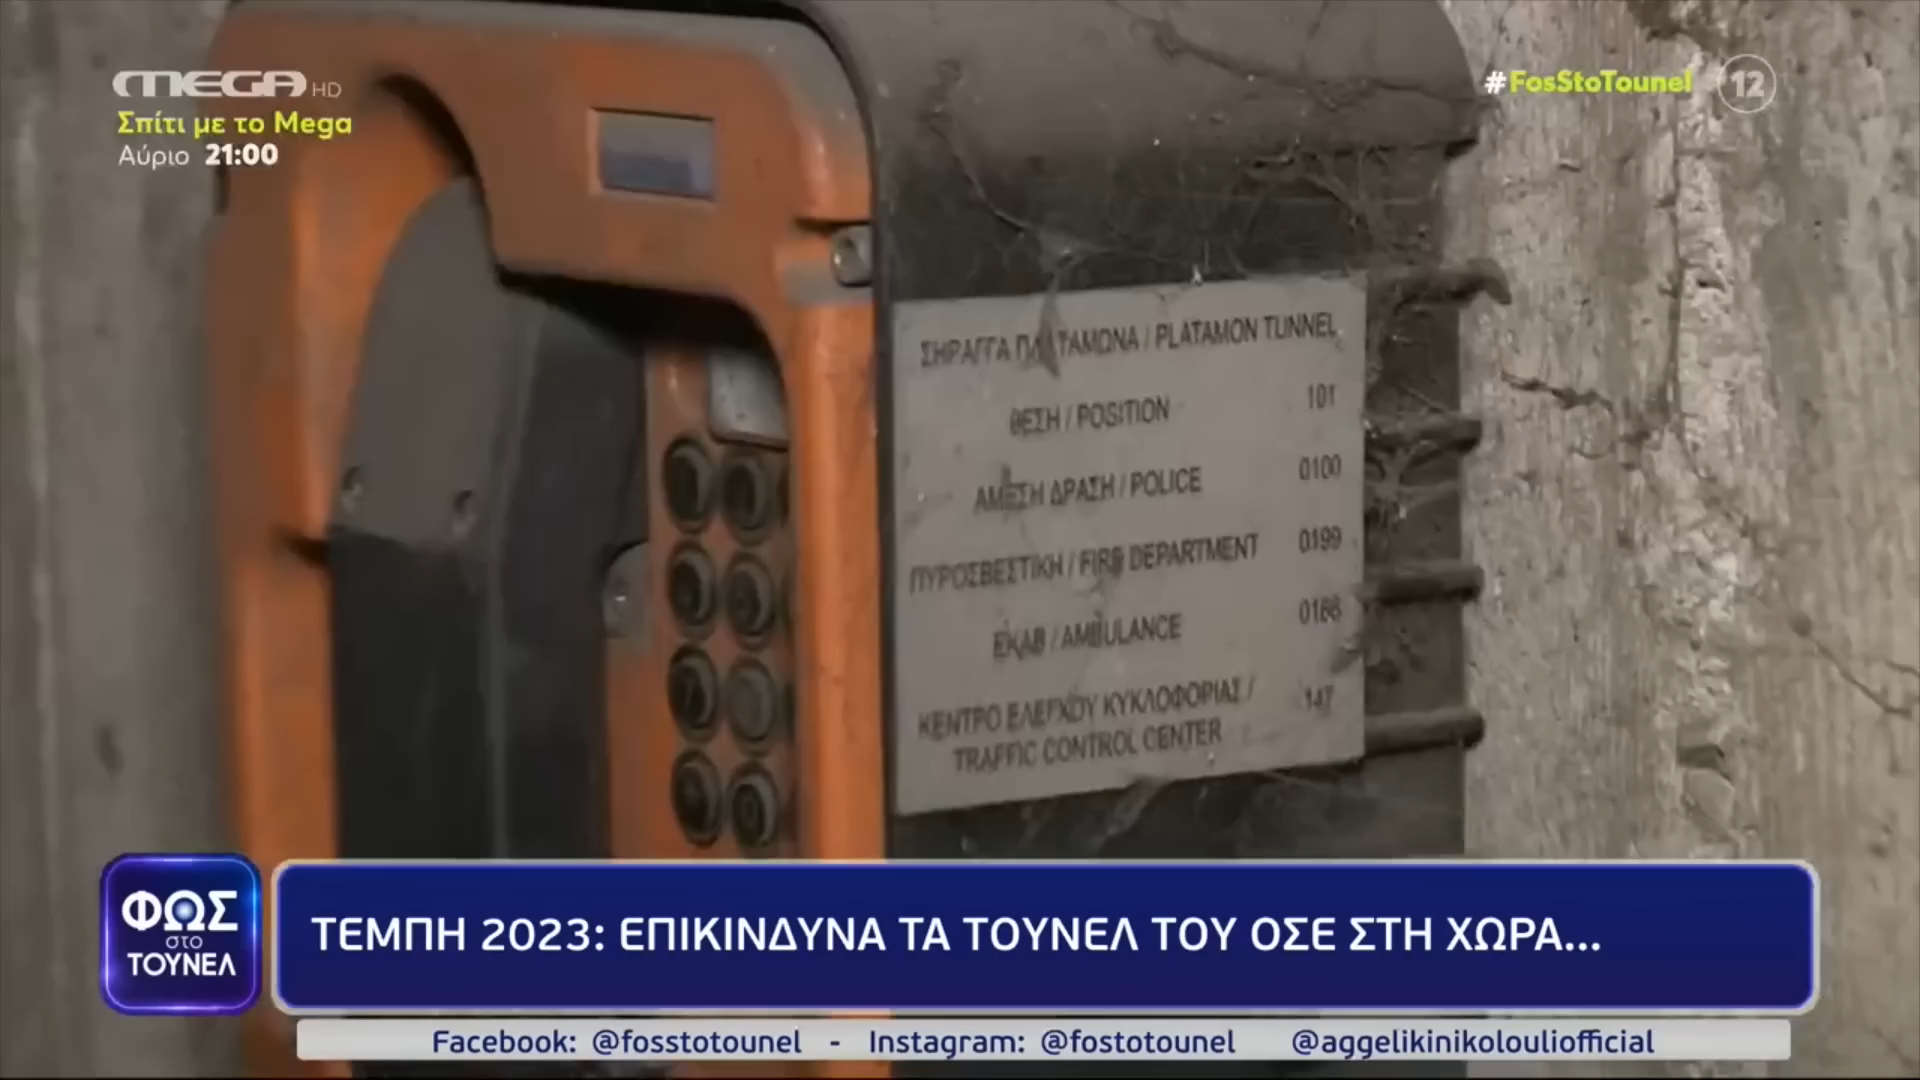 MEGA HD
Σπίτι με το Mega
Αύριο 21:00
#FosStoTounel 12
ΣΗΡΑΓΓΑ ΠΛΑΤΑΜΩΝΑ / PLATAMON TUNNEL
ΘΕΣΗ / POSITION 101
ΑΜΕΣΗ ΔΡΑΣΗ / POLICE 0100
ΠΥΡΟΣΒΕΣΤΙΚΗ / FIRE DEPARTMENT 0199
ΕΚΑΒ / AMBULANCE 0166
ΚΕΝΤΡΟ ΕΛΕΓΧΟΥ ΚΥΚΛΟΦΟΡΙΑΣ / 147
TRAFFIC CONTROL CENTER
ΦΩΣ
στο
ΤΟΥΝΕΛ
ΤΕΜΠΗ 2023: ΕΠΙΚΙΝΔΥΝΑ ΤΑ ΤΟΥΝΕΛ ΤΟΥ ΟΣΕ ΣΤΗ ΧΩΡΑ...
Facebook: @fosstotounel - Instagram: @fostotounel @aggelikinikolouliofficial